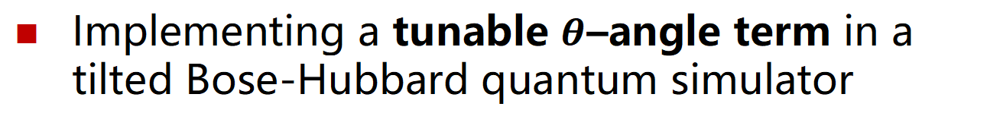 Implementing a tunable θ–angle term in a
tilted Bose-Hubbard quantum simulator